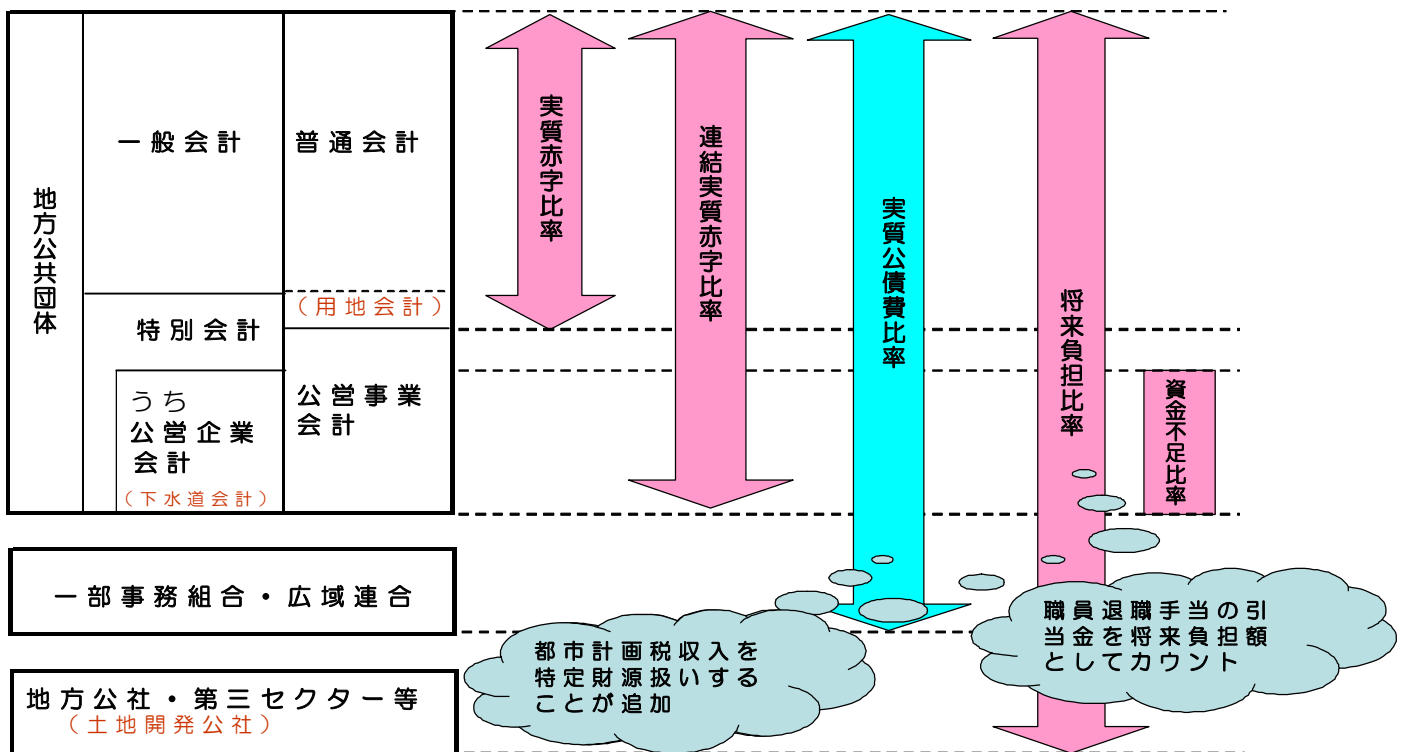 地方公共団体
一般会計
普通会計
（用地会計）
特別会計
うち
公営企業
会計
（下水道会計）
公営事業
会計
一部事務組合・広域連合
地方公社・第三セクター等
（土地開発公社）
実質赤字比率
連結実質赤字比率
実質公債費比率
将来負担比率
資金不足比率
都市計画税収入を
特定財源扱いする
ことが追加
職員退職手当の引
当金を将来負担額
としてカウント